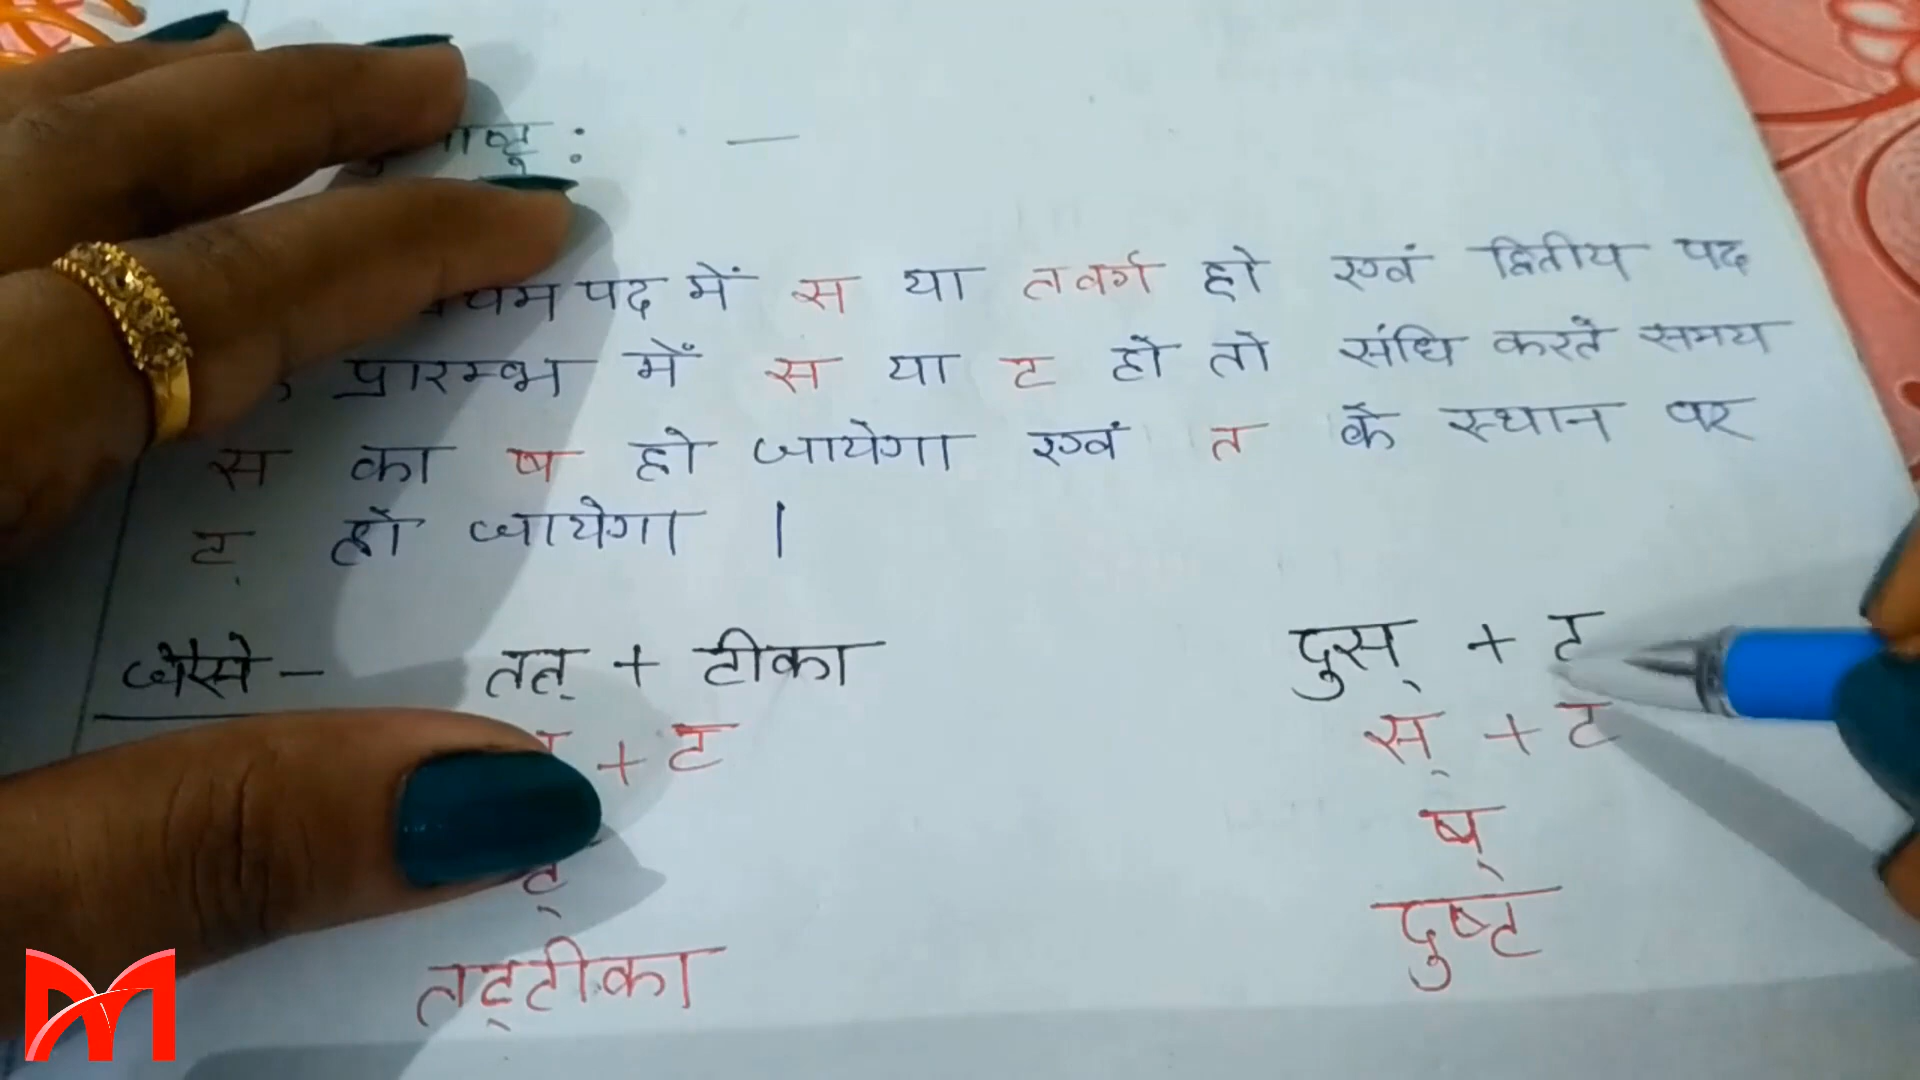 पद में स या तवर्ग हो एवं द्वितीय पद
प्रारम्भ में स या ट हो तो संधि करते समय
स का ष हो जायेगा एवं त के स्थान पर
ट् हो जायेगा ।
जैसे - तत् + टीका दुस् + ट
+ ट स् + ट
ट् ष्
तट्टीका दुष्ट